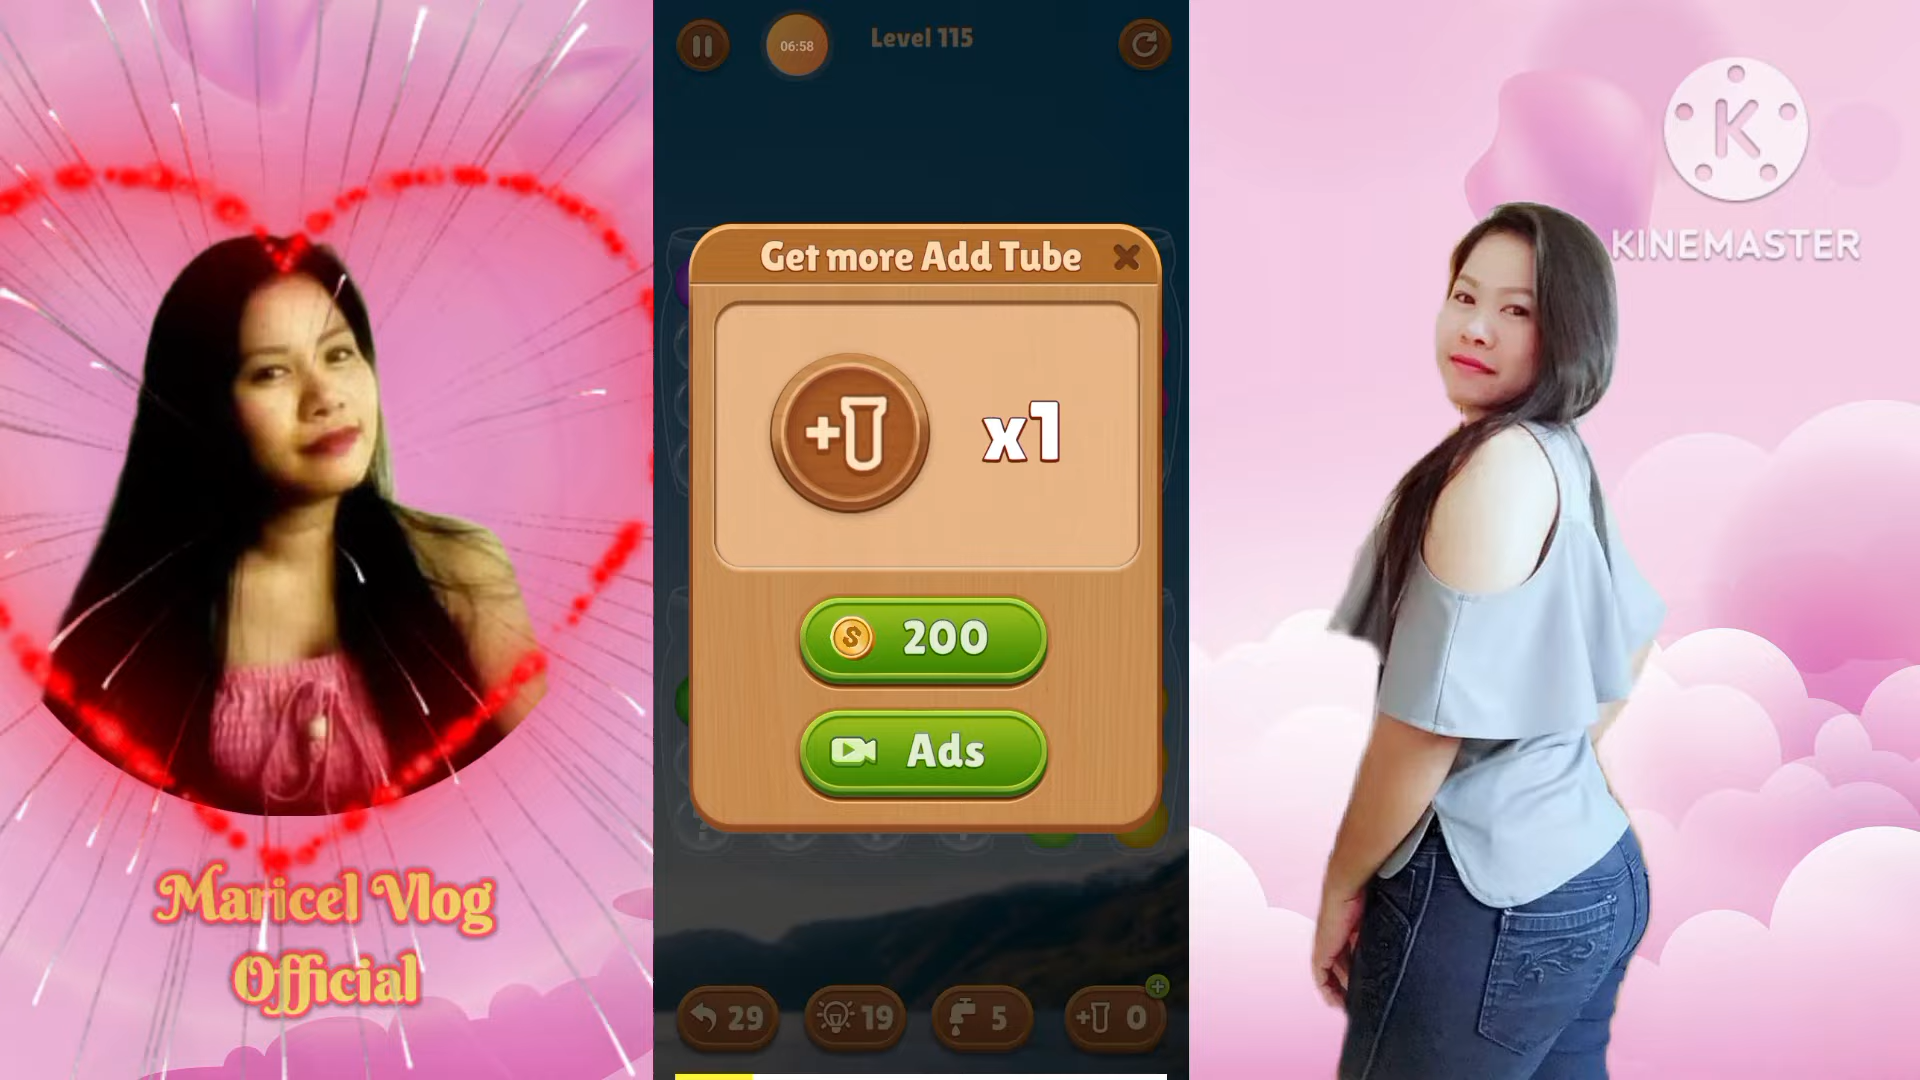 06:58
Level 115
Get more Add Tube
x1
200
Ads
29
19
5
0
Maricel Vlog
Official
KINEMASTER